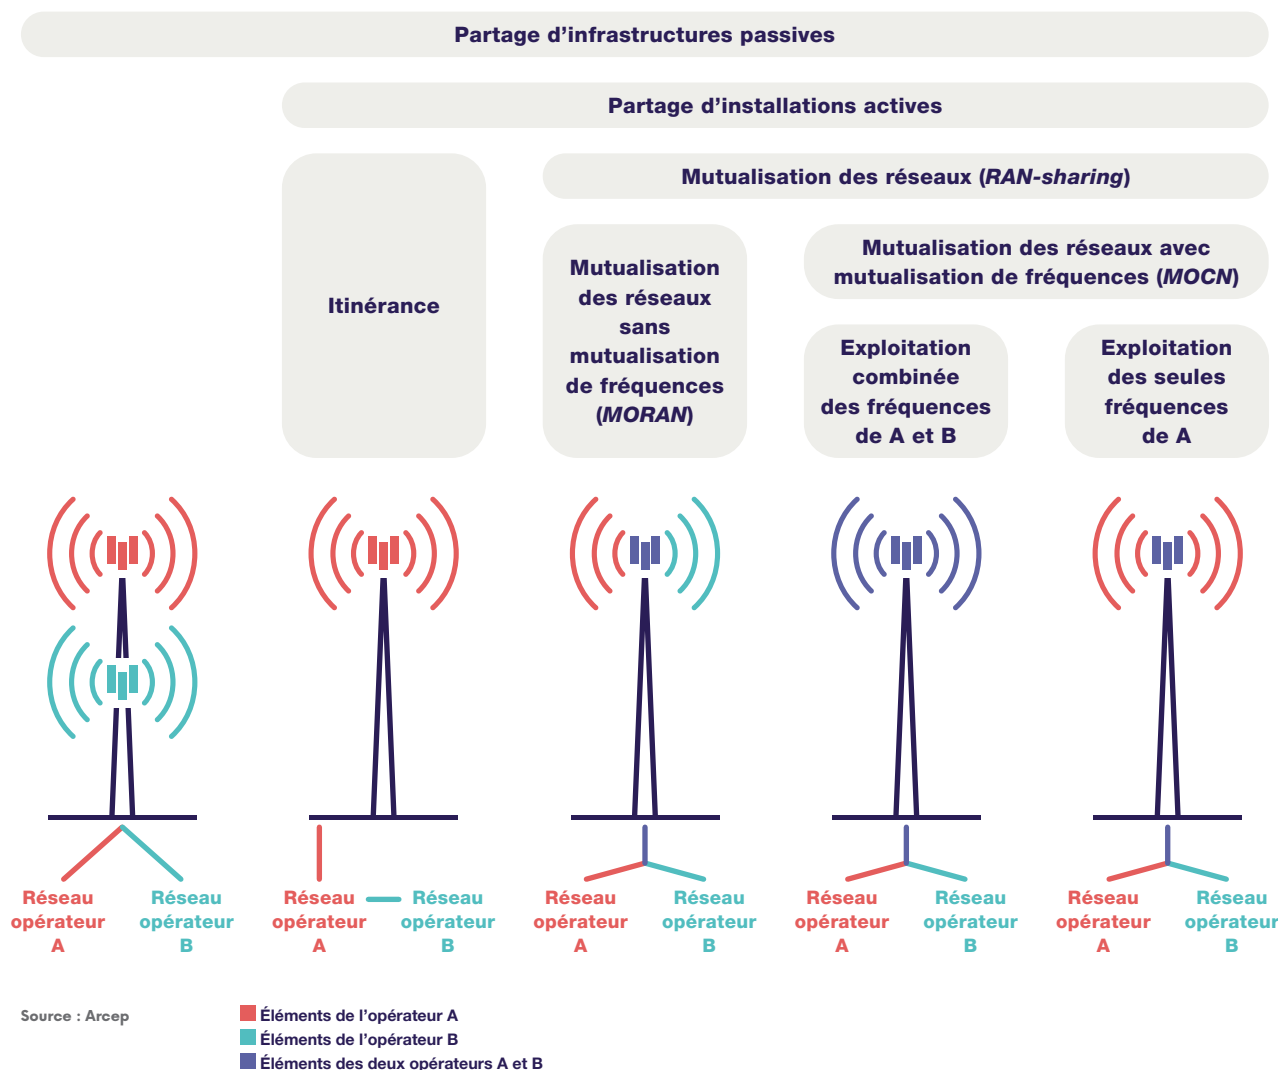 Partage d’infrastructures passives
Partage d’installations actives
Mutualisation des réseaux (RAN-sharing)
Itinérance
Mutualisation
des réseaux
sans
mutualisation
de fréquences
(MORAN)
Mutualisation des réseaux avec
mutualisation de fréquences (MOCN)
Exploitation
combinée
des fréquences
de A et B
Exploitation
des seules
fréquences
de A
Réseau
opérateur
A
Réseau
opérateur
B
Réseau
opérateur
A
Réseau
opérateur
B
Réseau
opérateur
A
Réseau
opérateur
B
Réseau
opérateur
A
Réseau
opérateur
B
Réseau
opérateur
A
Réseau
opérateur
B
Source : Arcep
Éléments de l’opérateur A
Éléments de l’opérateur B
Éléments des deux opérateurs A et B